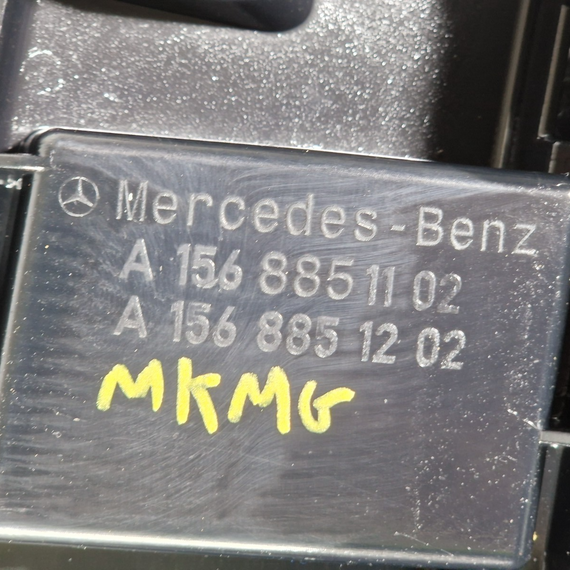 Mercedes-Benz
A 156 885 11 02
A 156 885 12 02
MKMG